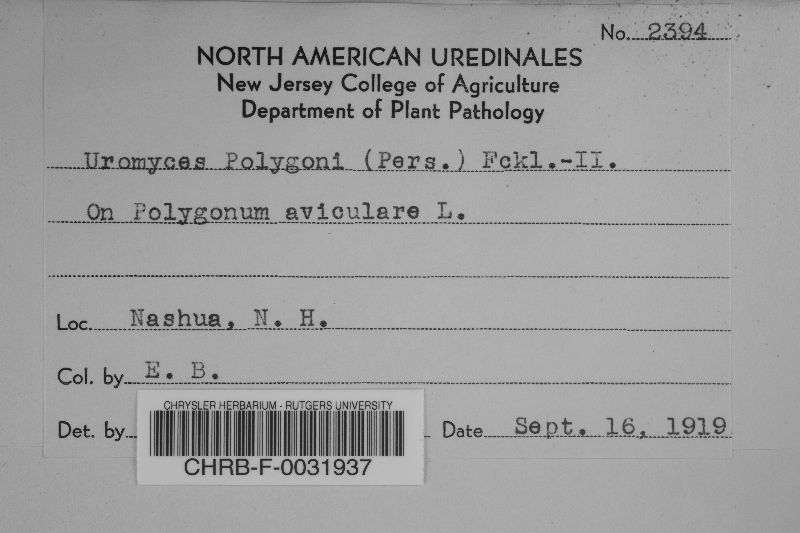 No. 2394
NORTH AMERICAN UREDINALES
New Jersey College of Agriculture
Department of Plant Pathology
Uromyces Polygoni (Pers.) Fckl.-II.
On Polygonum aviculare L.
Loc. Nashua, N. H.
Col. by E. B.
Det. by Date Sept. 16, 1919
CHRYSLER HERBARIUM - RUTGERS UNIVERSITY
CHRB-F-0031937